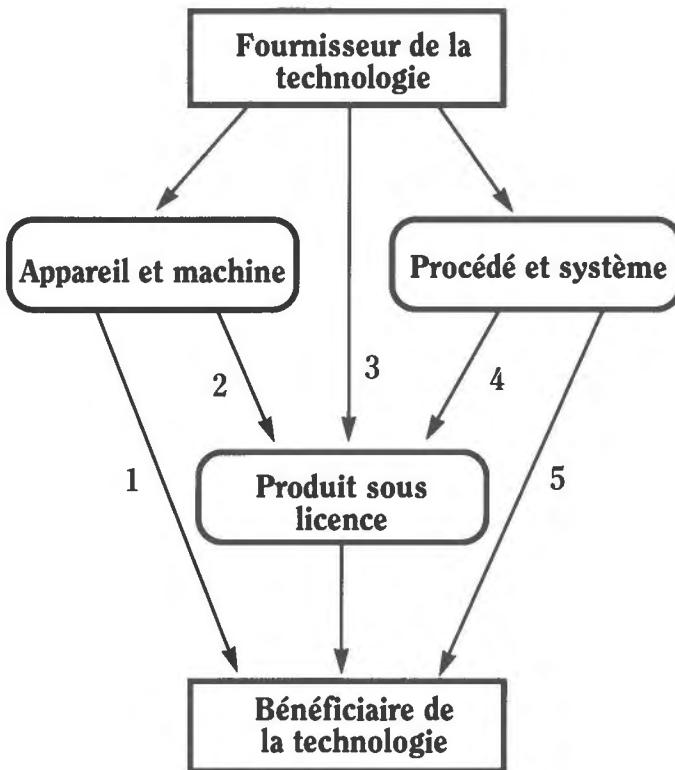 Fournisseur de la
technologie
Appareil et machine
Procédé et système
2
3
4
1
Produit sous
licence
5
Bénéficiaire de
la technologie